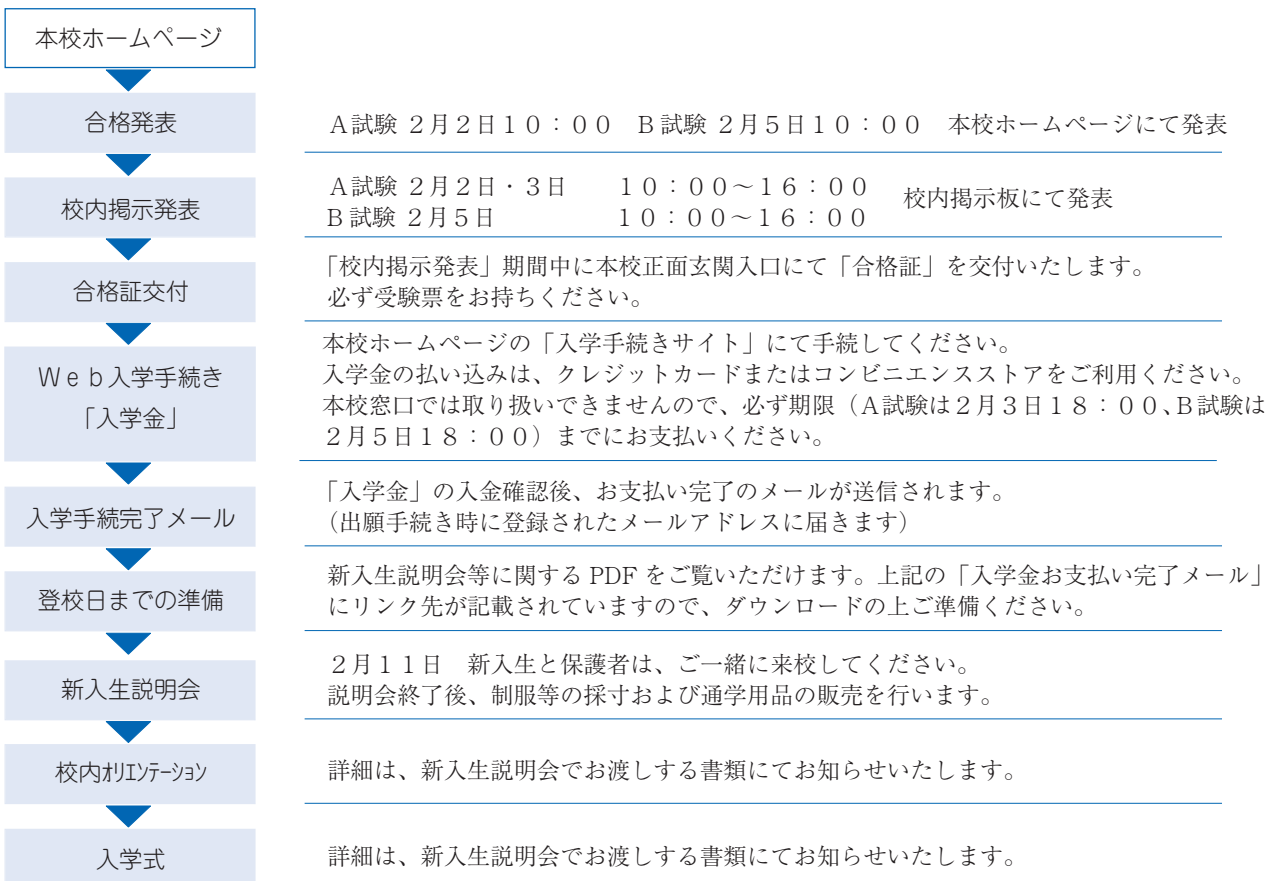 本校ホームページ
合格発表
A試験 2月2日10：00　B試験 2月5日10：00　本校ホームページにて発表
校内掲示発表
A試験 2月2日・3日　　10：00～16：00
B試験 2月5日　　　　　10：00～16：00
校内掲示板にて発表
合格証交付
「校内掲示発表」期間中に本校正面玄関入口にて「合格証」を交付いたします。
必ず受験票をお持ちください。
Ｗｅｂ入学手続き
「入学金」
本校ホームページの「入学手続きサイト」にて手続してください。
入学金の払い込みは、クレジットカードまたはコンビニエンスストアをご利用ください。
本校窓口では取り扱いできませんので、必ず期限（A試験は2月3日18：00、B試験は
2月5日18：00）までにお支払いください。
入学手続完了メール
「入学金」の入金確認後、お支払い完了のメールが送信されます。
（出願手続き時に登録されたメールアドレスに届きます）
登校日までの準備
新入生説明会等に関する PDF をご覧いただけます。上記の「入学金お支払い完了メール」
にリンク先が記載されていますので、ダウンロードの上ご準備ください。
新入生説明会
2月11日　新入生と保護者は、ご一緒に来校してください。
説明会終了後、制服等の採寸および通学用品の販売を行います。
校内ｵﾘｴﾝﾃｰｼｮﾝ
詳細は、新入生説明会でお渡しする書類にてお知らせいたします。
入学式
詳細は、新入生説明会でお渡しする書類にてお知らせいたします。